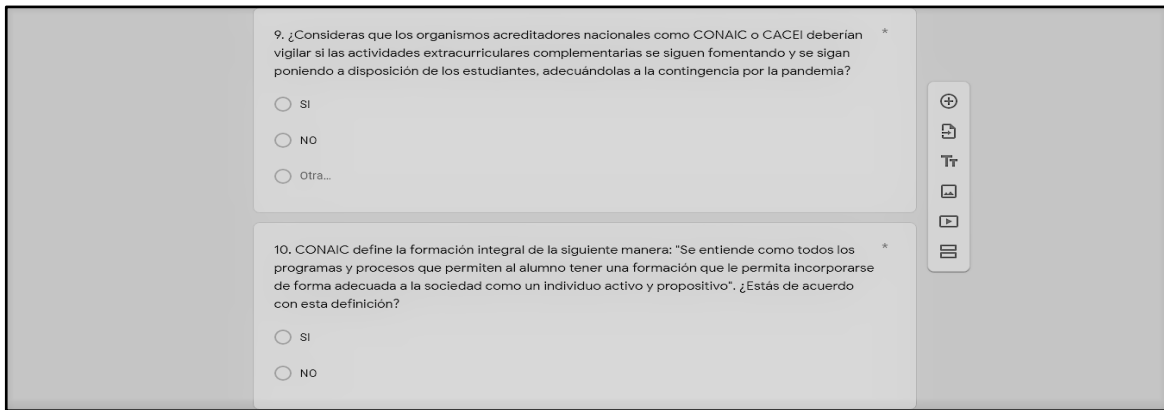 9. ¿Consideras que los organismos acreditadores nacionales como CONAIC o CACEI deberían *
vigilar si las actividades extracurriculares complementarias se siguen fomentando y se sigan
poniendo a disposición de los estudiantes, adecuándolas a la contingencia por la pandemia?
SI
NO
Otra...
10. CONAIC define la formación integral de la siguiente manera: "Se entiende como todos los *
programas y procesos que permiten al alumno tener una formación que le permita incorporarse
de forma adecuada a la sociedad como un individuo activo y propositivo". ¿Estás de acuerdo
con esta definición?
SI
NO